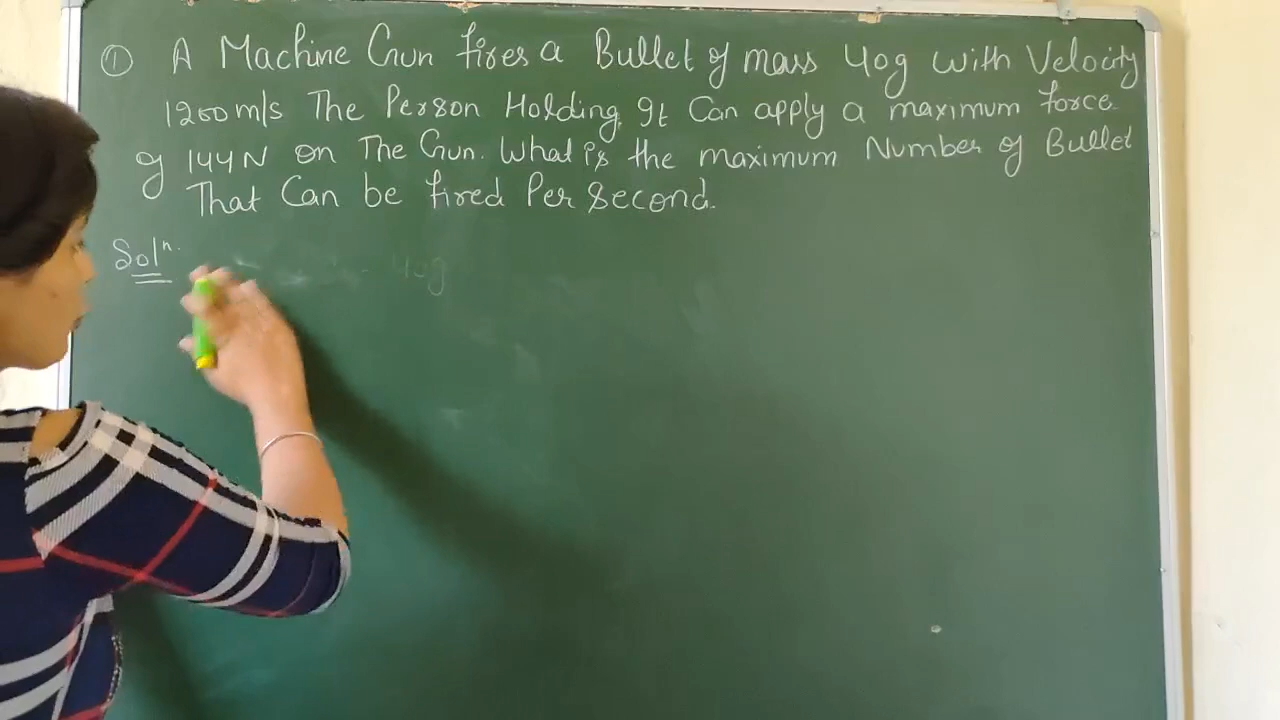 ① A Machine Gun fires a Bullet of mass 40g with Velocity
1200m/s The Person Holding It Can apply a maximum force
of 144N on The Gun. What is the maximum Number of Bullet
That Can be fired Per Second.
Solⁿ.
40g